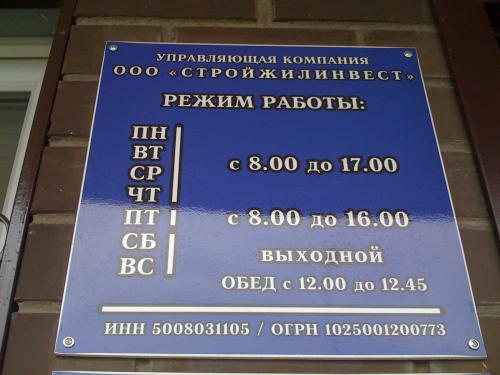 УПРАВЛЯЮЩАЯ КОМПАНИЯ
ООО «СТРОЙЖИЛИНВЕСТ»
РЕЖИМ РАБОТЫ:
ПН
ВТ
СР
ЧТ
с 8.00 до 17.00
ПТ
с 8.00 до 16.00
СБ
ВС
ВЫХОДНОЙ
ОБЕД с 12.00 до 12.45
ИНН 5008031105 / ОГРН 1025001200773